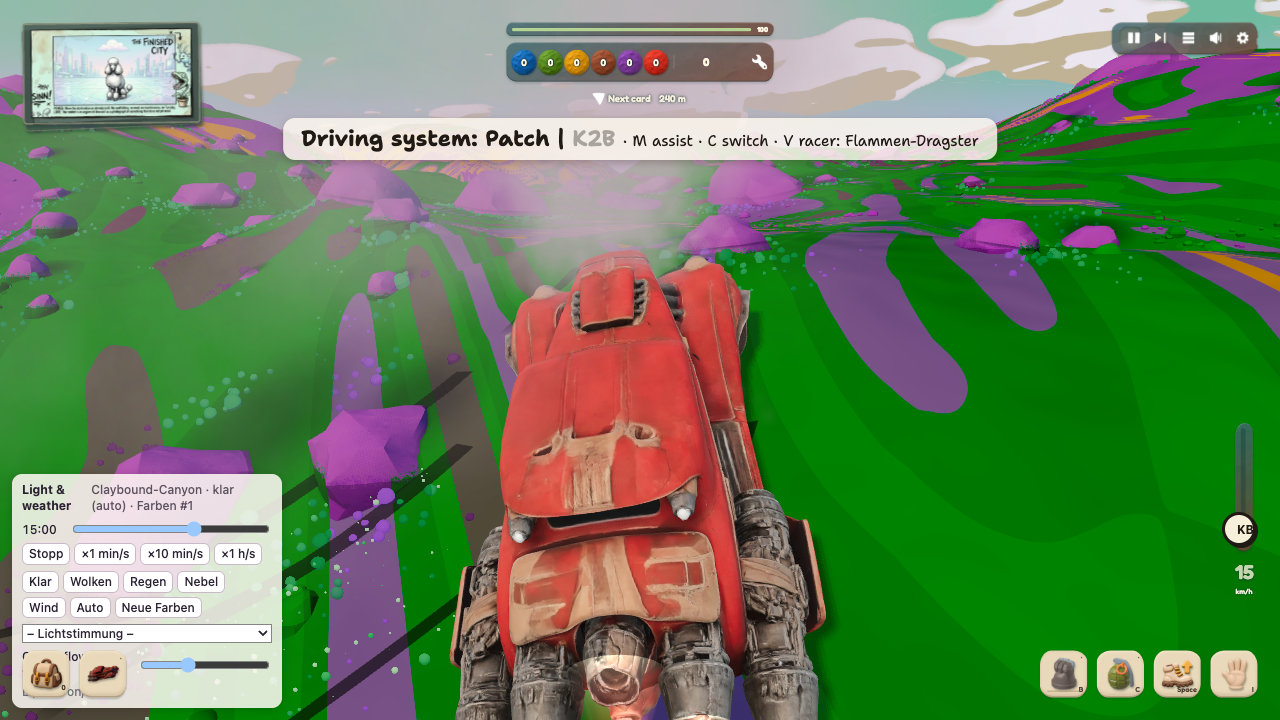 THE FINISHED
CITY
100
0 0 0 0 0 0 0
Next card 240 m
Driving system: Patch | K2B · M assist · C switch · V racer: Flammen-Dragster
Light & weather
Claybound-Canyon · klar (auto) · Farben #1
15:00
Stopp ×1 min/s ×10 min/s ×1 h/s
Klar Wolken Regen Nebel
Wind Auto Neue Farben
– Lichtstimmung –
0
KB
15
km/h
B C Space I